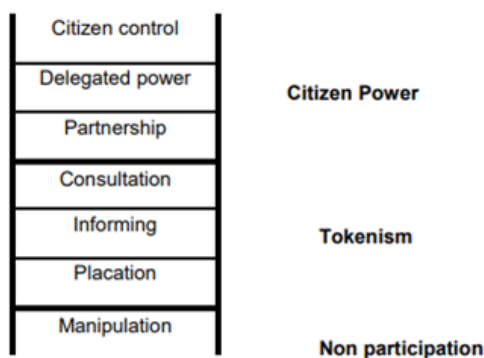 Citizen control
Delegated power
Citizen Power
Partnership
Consultation
Informing
Tokenism
Placation
Manipulation
Non participation